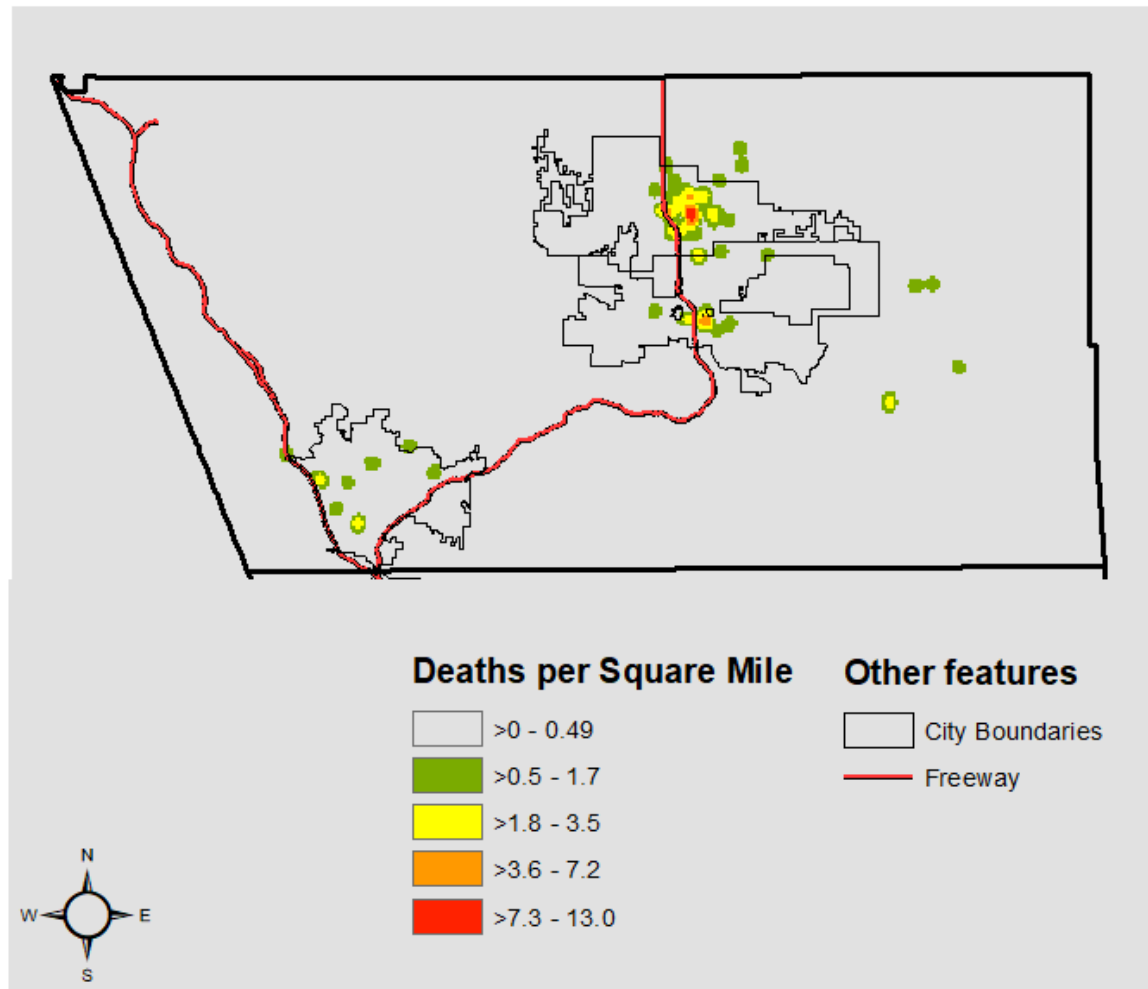 Deaths per Square Mile
>0 - 0.49
>0.5 - 1.7
>1.8 - 3.5
>3.6 - 7.2
>7.3 - 13.0
Other features
City Boundaries
Freeway
N
W E
S